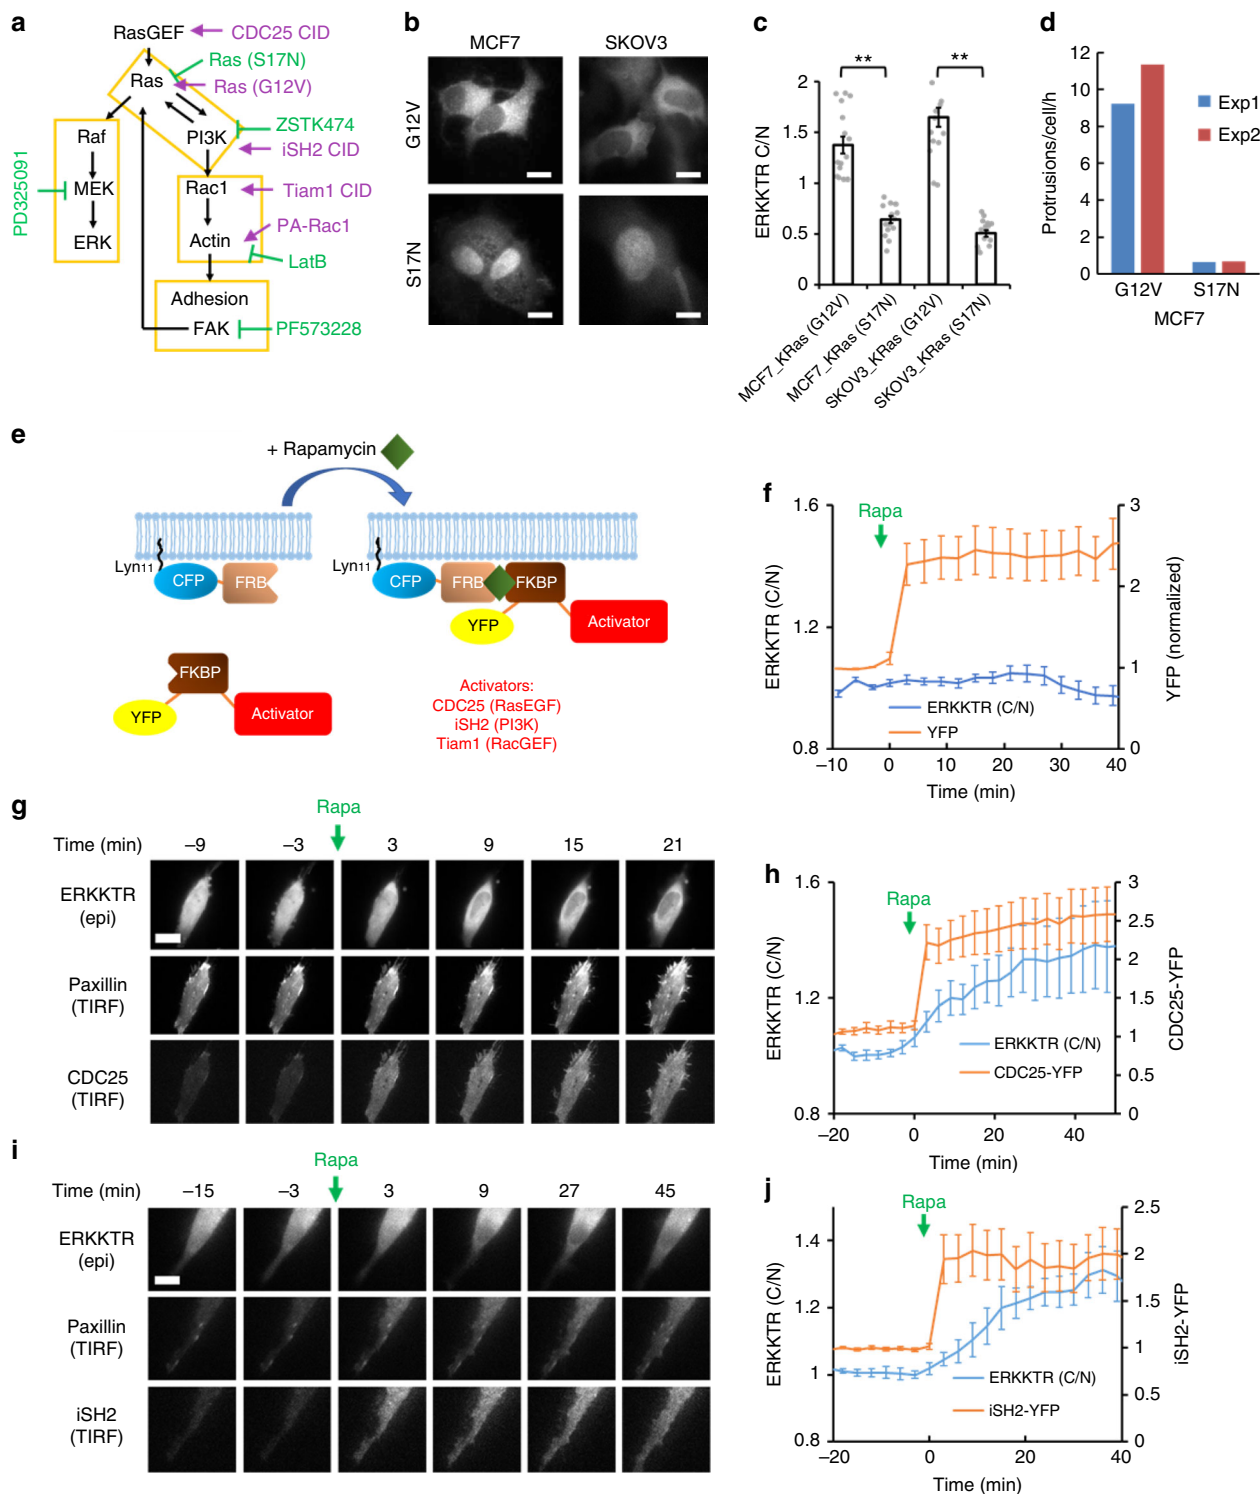 a
RasGEF
CDC25 CID
Ras (S17N)
Ras
Ras (G12V)
ZSTK474
Raf
PI3K
iSH2 CID
PD325091
MEK
Rac1
Tiam1 CID
PA-Rac1
ERK
Actin
LatB
Adhesion
FAK
PF573228
b
MCF7
SKOV3
G12V
S17N
c
ERKKTR C/N
2
1.5
1
0.5
0
**
**
MCF7_KRas (G12V)
MCF7_KRas (S17N)
SKOV3_KRas (G12V)
SKOV3_KRas (S17N)
d
Protrusions/cell/h
12
10
8
6
4
2
0
Exp1
Exp2
G12V
S17N
MCF7
e
+ Rapamycin
Lyn11
CFP
FRB
Lyn11
CFP
FRB
FKBP
YFP
Activator
FKBP
YFP
Activator
Activators:
CDC25 (RasEGF)
iSH2 (PI3K)
Tiam1 (RacGEF)
f
Rapa
ERKKTR (C/N)
1.6
1.2
0.8
YFP (normalized)
3
2
1
0
ERKKTR (C/N)
YFP
–10 0 10 20 30 40
Time (min)
g
Rapa
Time (min) –9 –3 3 9 15 21
ERKKTR
(epi)
Paxillin
(TIRF)
CDC25
(TIRF)
h
Rapa
ERKKTR (C/N)
1.6
1.2
0.8
CDC25-YFP
3
2.5
2
1.5
1
0.5
0
ERKKTR (C/N)
CDC25-YFP
–20 0 20 40
Time (min)
i
Rapa
Time (min) –15 –3 3 9 27 45
ERKKTR
(epi)
Paxillin
(TIRF)
iSH2
(TIRF)
j
Rapa
ERKKTR (C/N)
1.4
1.2
1
0.8
iSH2-YFP
2.5
2
1.5
1
0.5
0
ERKKTR (C/N)
iSH2-YFP
–20 0 20 40
Time (min)